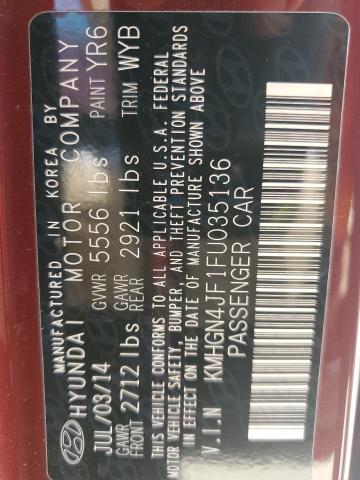 MANUFACTURED IN KOREA BY
HYUNDAI MOTOR COMPANY
JUL/03/14 GVWR 5556 lbs PAINT YR6
GAWR FRONT 2712 lbs GAWR REAR 2921 lbs TRIM WYB
THIS VEHICLE CONFORMS TO ALL APPLICABLE U.S.A. FEDERAL
MOTOR VEHICLE SAFETY, BUMPER, AND THEFT PREVENTION STANDARDS
IN EFFECT ON THE DATE OF MANUFACTURE SHOWN ABOVE
V.I.N KMHGN4JF1FU035136
PASSENGER CAR